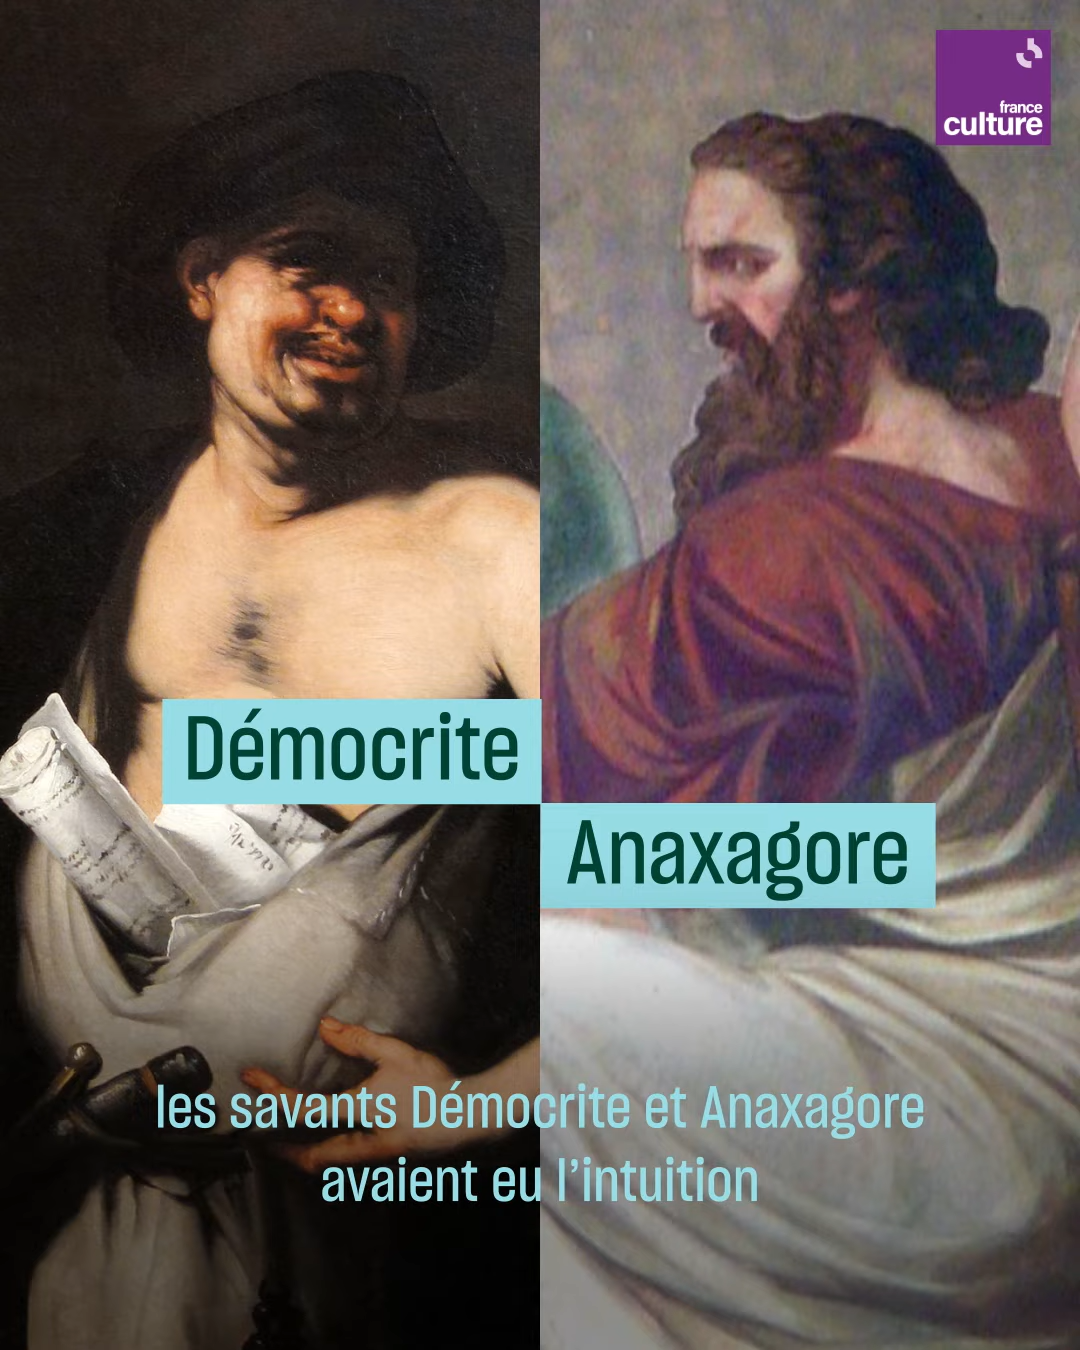 france
culture
Démocrite
Anaxagore
les savants Démocrite et Anaxagore
avaient eu l’intuition